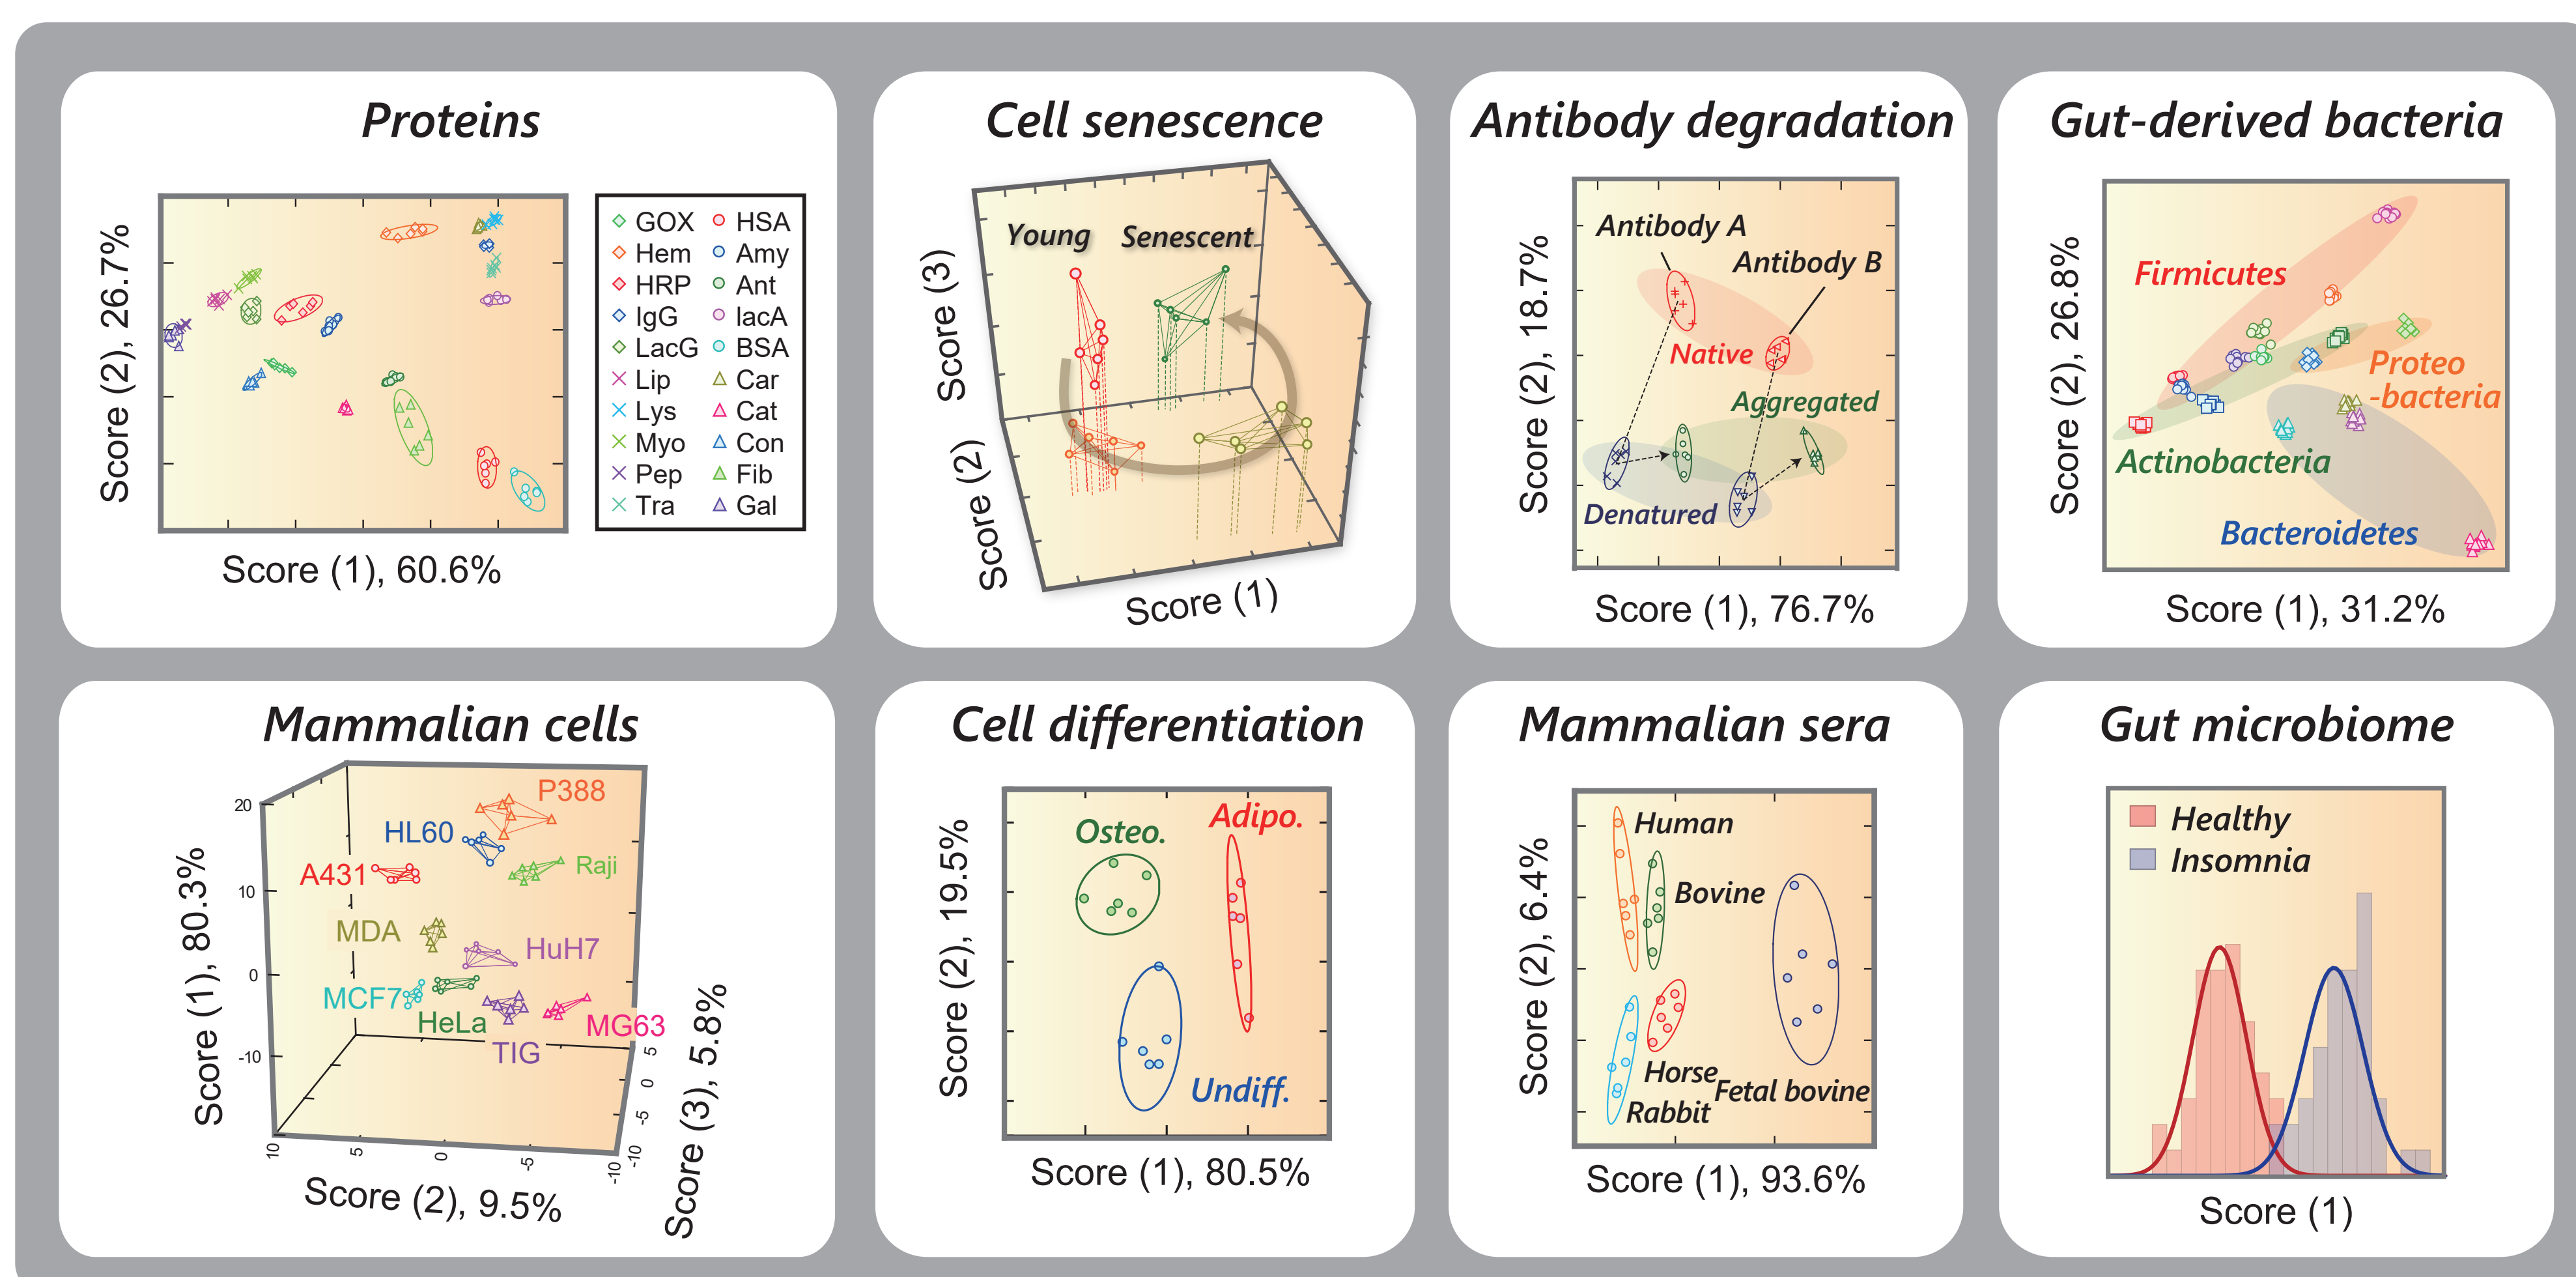 Proteins
Score (2), 26.7%
GOX
HSA
Hem
Amy
HRP
Ant
IgG
lacA
LacG
BSA
Lip
Car
Lys
Cat
Myo
Con
Pep
Fib
Tra
Gal
Score (1), 60.6%
Cell senescence
Young
Senescent
Score (3)
Score (2)
Score (1)
Antibody degradation
Antibody A
Antibody B
Native
Aggregated
Denatured
Score (2), 18.7%
Score (1), 76.7%
Gut-derived bacteria
Firmicutes
Proteo
-bacteria
Actinobacteria
Bacteroidetes
Score (2), 26.8%
Score (1), 31.2%
Mammalian cells
P388
HL60
Raji
A431
MDA
HuH7
MCF7
HeLa
MG63
TIG
20
10
0
-10
Score (1), 80.3%
10
5
0
-5
-10
Score (2), 9.5%
5
0
-5
-10
Score (3), 5.8%
Cell differentiation
Osteo.
Adipo.
Undiff.
Score (2), 19.5%
Score (1), 80.5%
Mammalian sera
Human
Bovine
Horse
Fetal bovine
Rabbit
Score (2), 6.4%
Score (1), 93.6%
Gut microbiome
Healthy
Insomnia
Score (1)